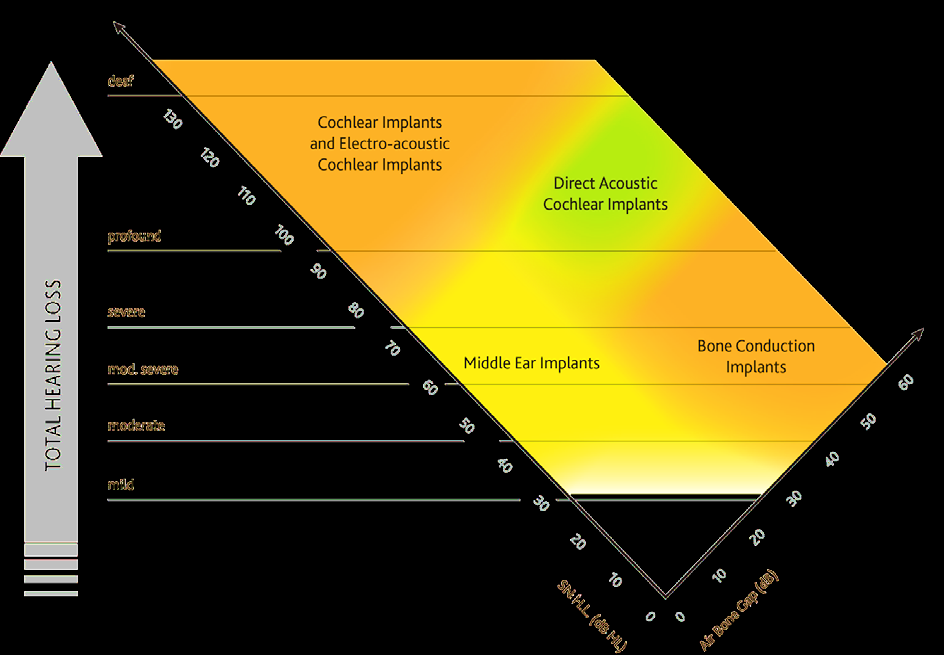 deaf
130
Cochlear Implants
and Electro-acoustic
Cochlear Implants
120
Direct Acoustic
Cochlear Implants
110
profound
100
90
TOTAL HEARING LOSS
severe
80
70
Middle Ear Implants
Bone Conduction
Implants
mod. severe
60
60
moderate
50
50
40
40
mild
30
30
20
20
10
10
0
0
SNHL (dB HL)
Air Bone Gap (dB)